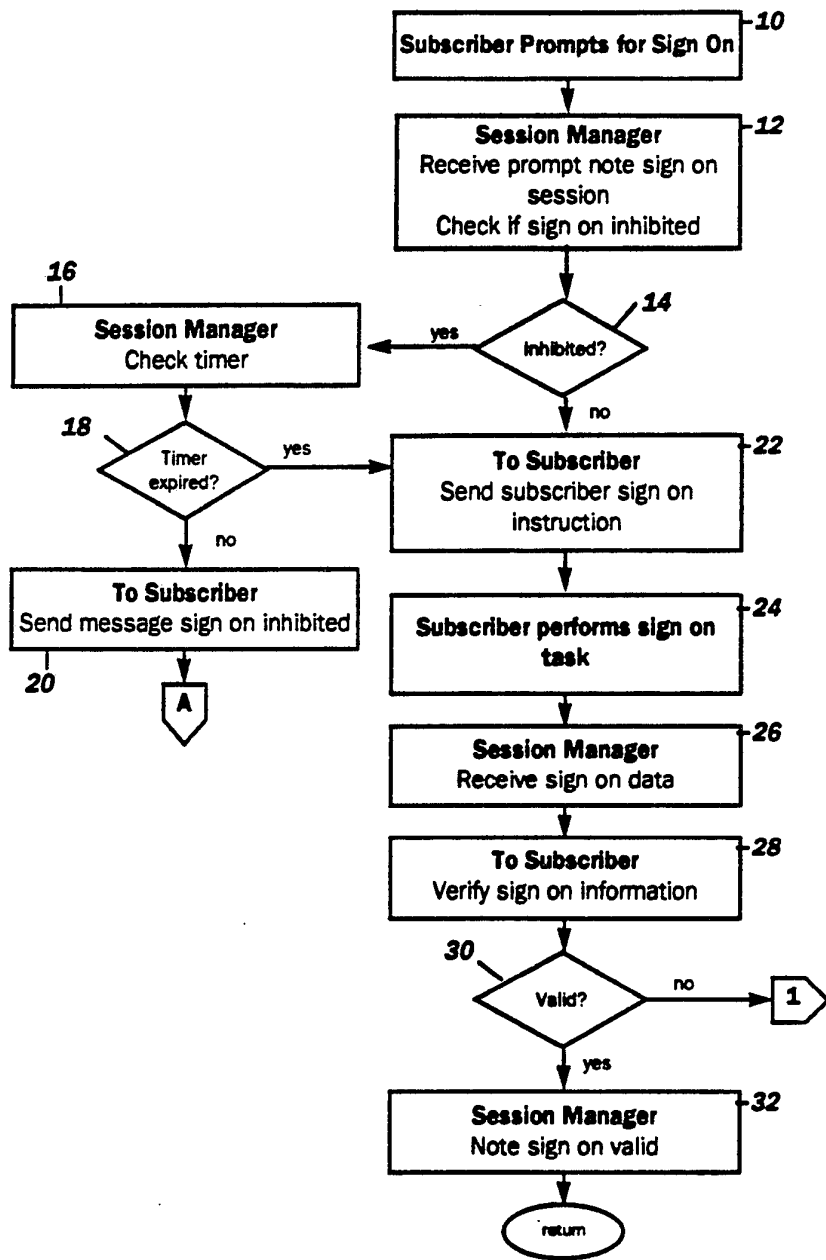 10
Subscriber Prompts for Sign On
12
Session Manager
Receive prompt note sign on
session
Check if sign on inhibited
14
Inhibited?
yes
no
16
Session Manager
Check timer
18
Timer
expired?
yes
no
To Subscriber
Send message sign on inhibited
20
A
22
To Subscriber
Send subscriber sign on
instruction
24
Subscriber performs sign on
task
26
Session Manager
Receive sign on data
28
To Subscriber
Verify sign on information
30
Valid?
no
1
yes
32
Session Manager
Note sign on valid
return